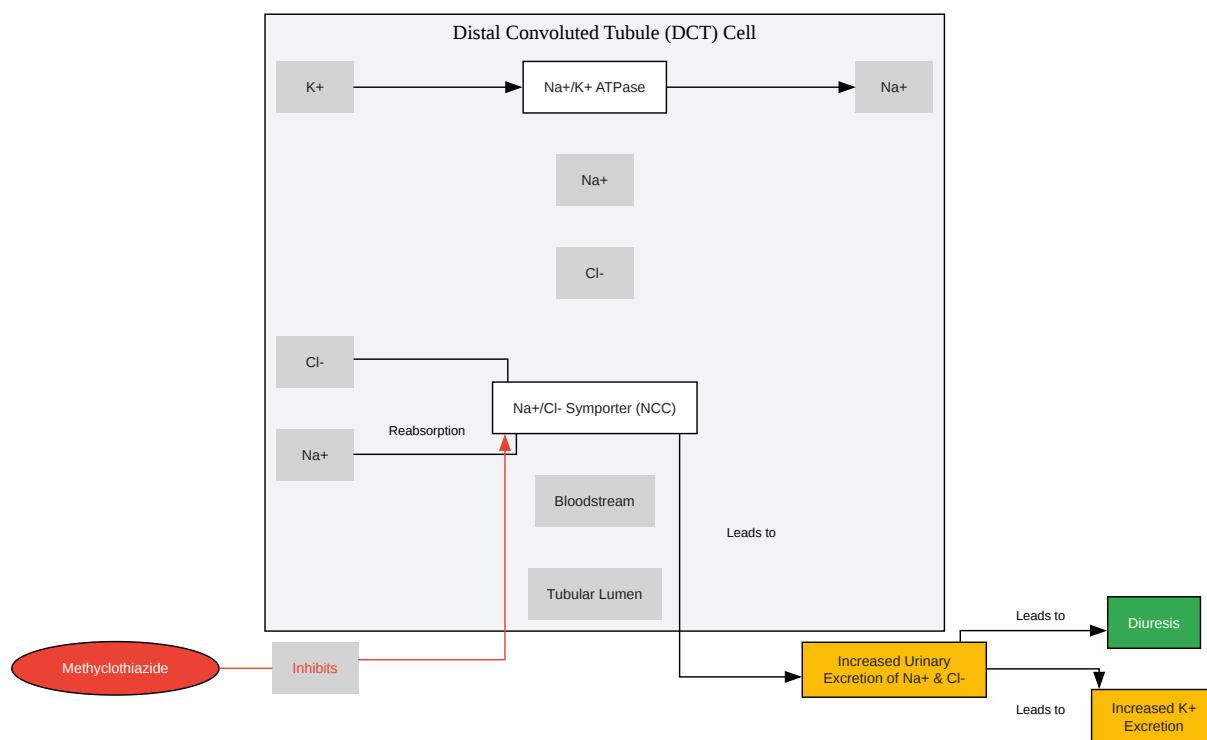 Distal Convoluted Tubule (DCT) Cell
K+
Na+/K+ ATPase
Na+
Na+
Cl-
Cl-
Na+/Cl- Symporter (NCC)
Reabsorption
Na+
Bloodstream
Leads to
Tubular Lumen
Methyclothiazide
Inhibits
Increased Urinary
Excretion of Na+ & Cl-
Leads to
Diuresis
Leads to
Increased K+
Excretion